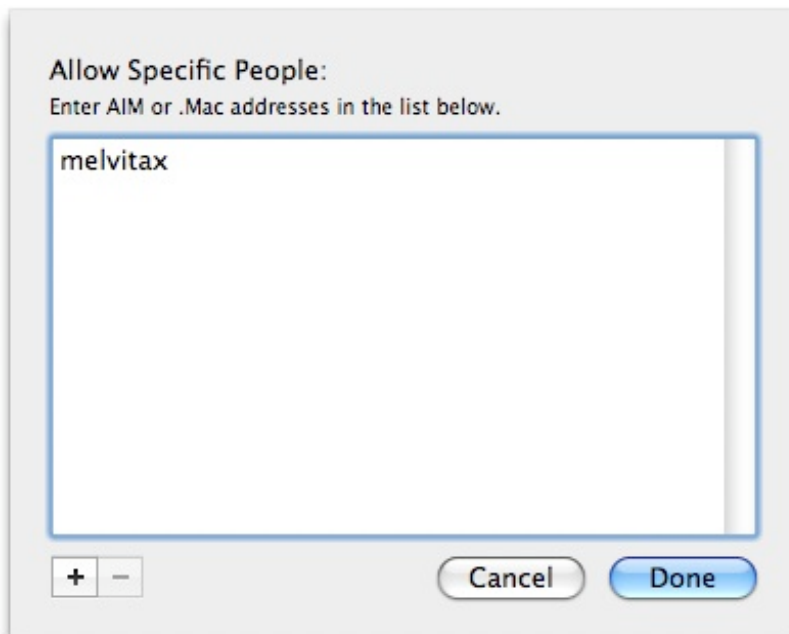 Allow Specific People:
Enter AIM or .Mac addresses in the list below.
melvitax
+ −
Cancel Done